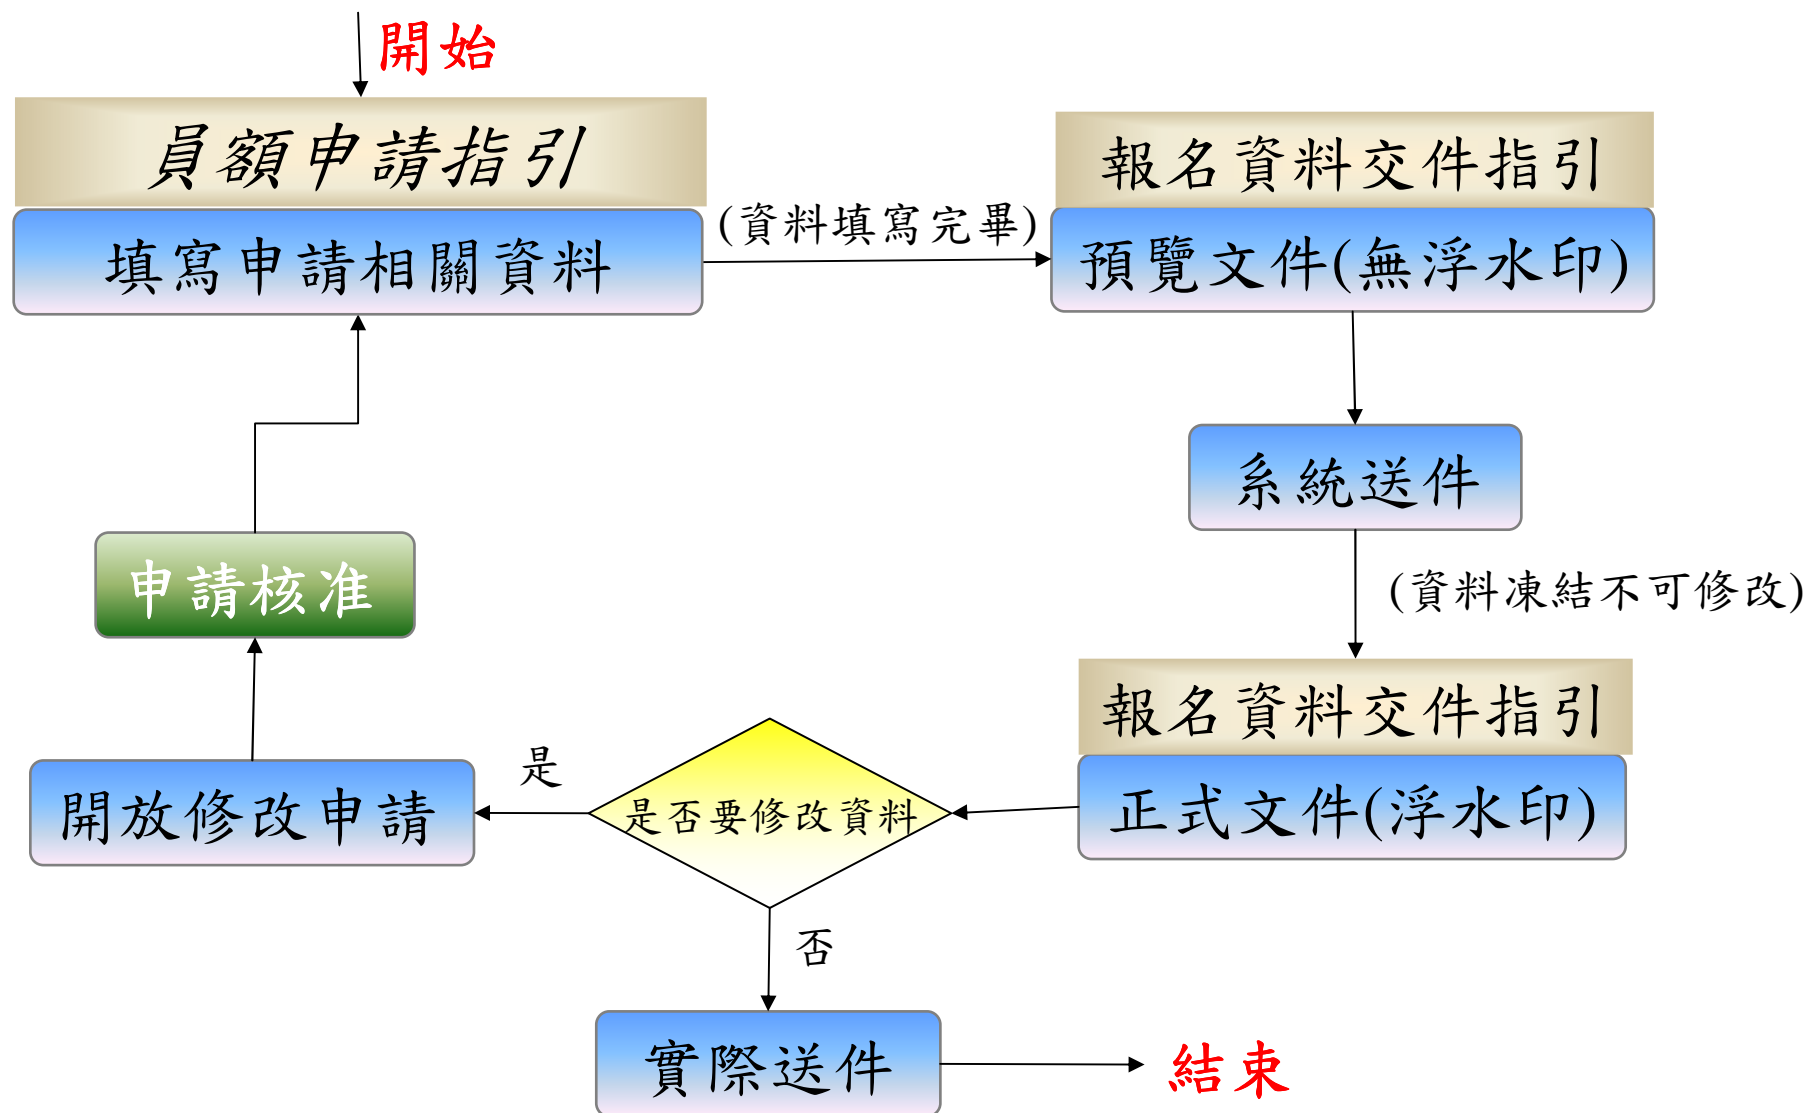 開始
員額申請指引
填寫申請相關資料
(資料填寫完畢)
報名資料交件指引
預覽文件(無浮水印)
系統送件
(資料凍結不可修改)
報名資料交件指引
正式文件(浮水印)
是否要修改資料
是
開放修改申請
申請核准
否
實際送件
結束